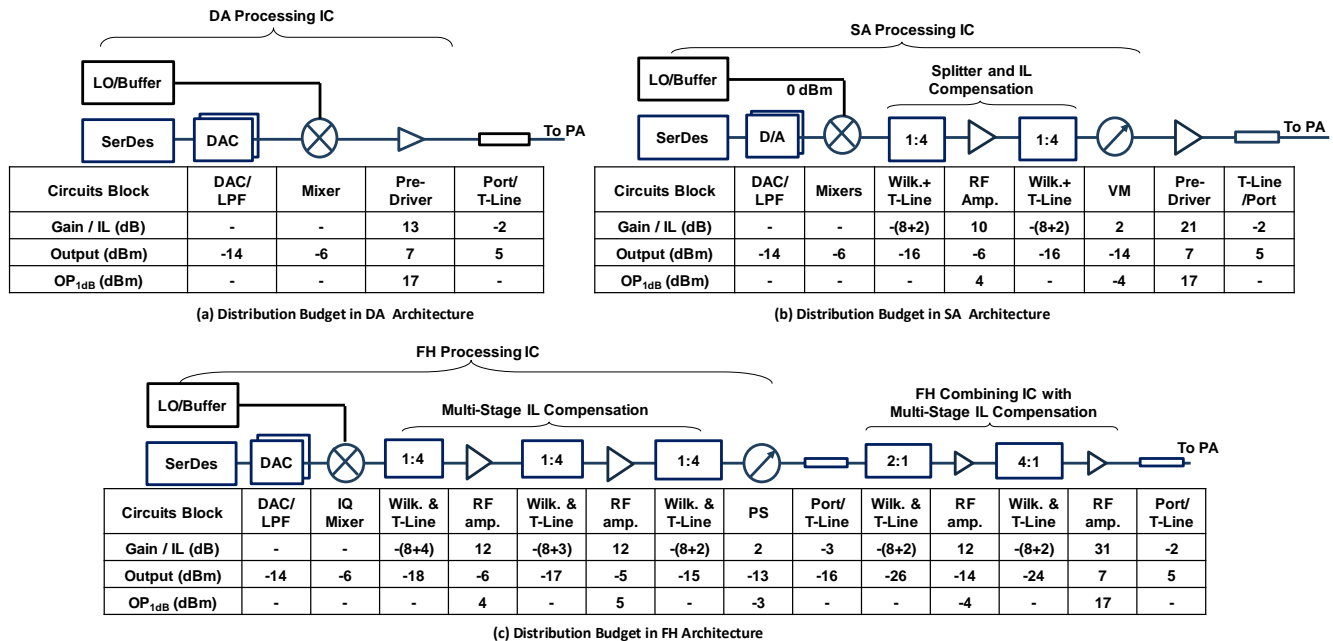 DA Processing IC
LO/Buffer
SerDes DAC To PA
Circuits Block DAC/LPF Mixer Pre-Driver Port/T-Line
Gain / IL (dB) - - 13 -2
Output (dBm) -14 -6 7 5
OP1dB (dBm) - - 17 -
(a) Distribution Budget in DA Architecture
SA Processing IC
LO/Buffer
0 dBm
Splitter and IL
Compensation
SerDes D/A 1:4 1:4 To PA
Circuits Block DAC/LPF Mixers Wilk.+T-Line RF Amp. Wilk.+T-Line VM Pre-Driver T-Line/Port
Gain / IL (dB) - - -(8+2) 10 -(8+2) 2 21 -2
Output (dBm) -14 -6 -16 -6 -16 -14 7 5
OP1dB (dBm) - - - 4 - -4 17 -
(b) Distribution Budget in SA Architecture
FH Processing IC
LO/Buffer
Multi-Stage IL Compensation
FH Combining IC with
Multi-Stage IL Compensation
SerDes DAC 1:4 1:4 1:4 2:1 4:1 To PA
Circuits Block DAC/LPF IQ Mixer Wilk. & T-Line RF amp. Wilk. & T-Line RF amp. Wilk. & T-Line PS Port/T-Line Wilk. & T-Line RF amp. Wilk. & T-Line RF amp. Port/T-Line
Gain / IL (dB) - - -(8+4) 12 -(8+3) 12 -(8+2) 2 -3 -(8+2) 12 -(8+2) 31 -2
Output (dBm) -14 -6 -18 -6 -17 -5 -15 -13 -16 -26 -14 -24 7 5
OP1dB (dBm) - - - 4 - 5 - -3 - - -4 - 17 -
(c) Distribution Budget in FH Architecture